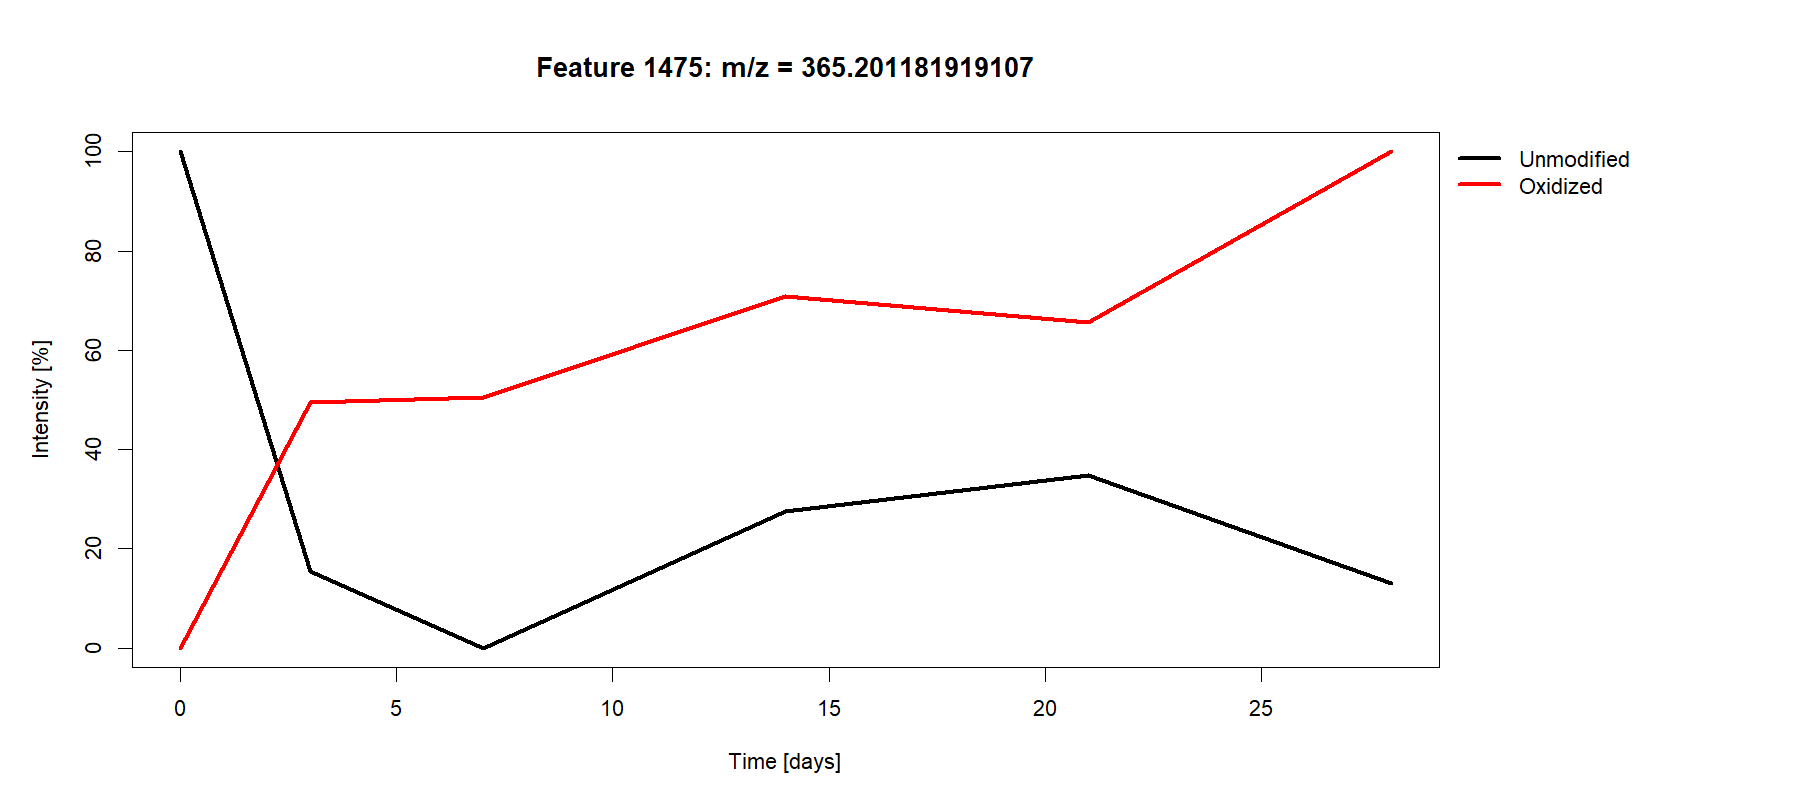 Feature 1475: m/z = 365.201181919107
Unmodified
Oxidized
100
80
60
40
20
0
Intensity [%]
0 5 10 15 20 25
Time [days]